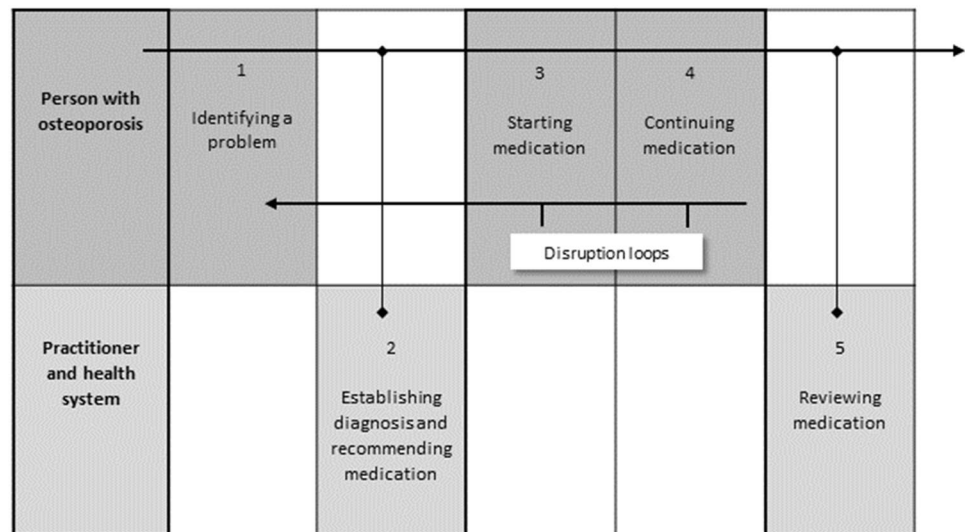 Person with
osteoporosis
1
Identifying a
problem
3
Starting
medication
4
Continuing
medication
Disruption loops
Practitioner
and health
system
2
Establishing
diagnosis and
recommending
medication
5
Reviewing
medication